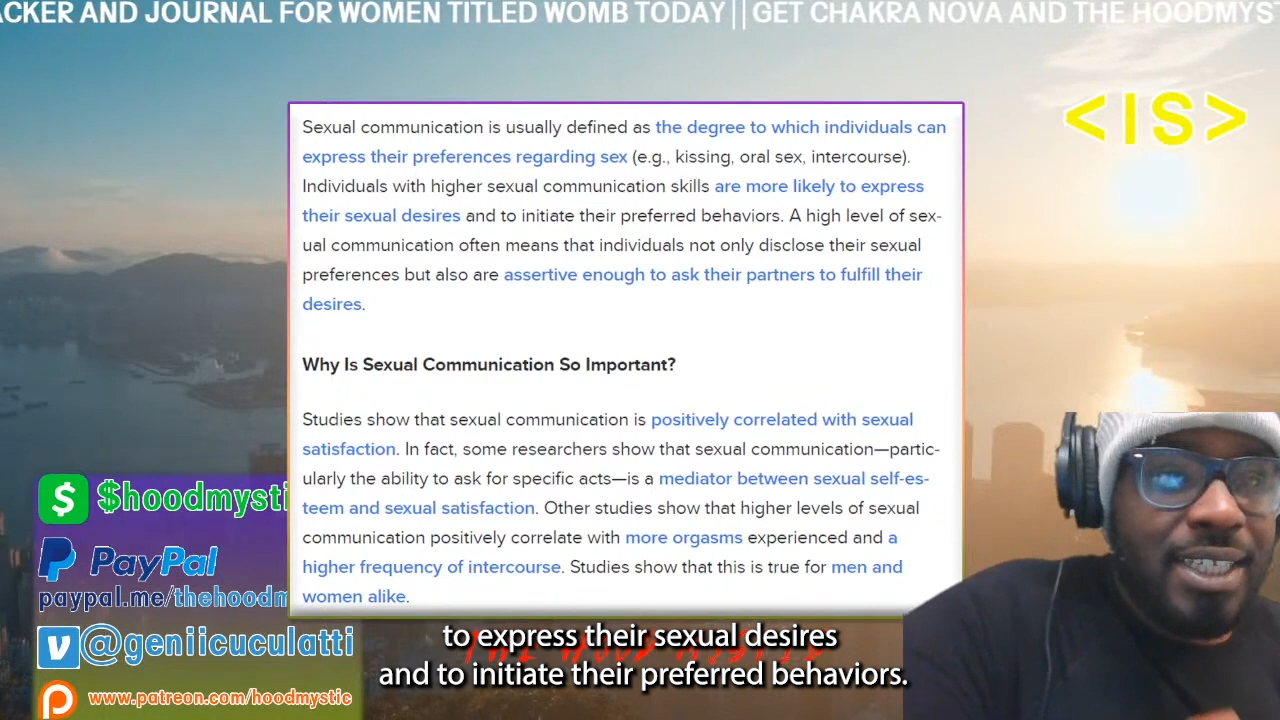 ACKER AND JOURNAL FOR WOMEN TITLED WOMB TODAY || GET CHAKRA NOVA AND THE HOODMYST
<IS>
Sexual communication is usually defined as the degree to which individuals can
express their preferences regarding sex (e.g., kissing, oral sex, intercourse).
Individuals with higher sexual communication skills are more likely to express
their sexual desires and to initiate their preferred behaviors. A high level of sex-
ual communication often means that individuals not only disclose their sexual
preferences but also are assertive enough to ask their partners to fulfill their
desires.
Why Is Sexual Communication So Important?
Studies show that sexual communication is positively correlated with sexual
satisfaction. In fact, some researchers show that sexual communication—partic-
ularly the ability to ask for specific acts—is a mediator between sexual self-es-
teem and sexual satisfaction. Other studies show that higher levels of sexual
communication positively correlate with more orgasms experienced and a
higher frequency of intercourse. Studies show that this is true for men and
women alike.
$hoodmysti
PayPal
paypal.me/thehoodm
@geniicuculatti
www.patreon.com/hoodmystic
to express their sexual desires
and to initiate their preferred behaviors.